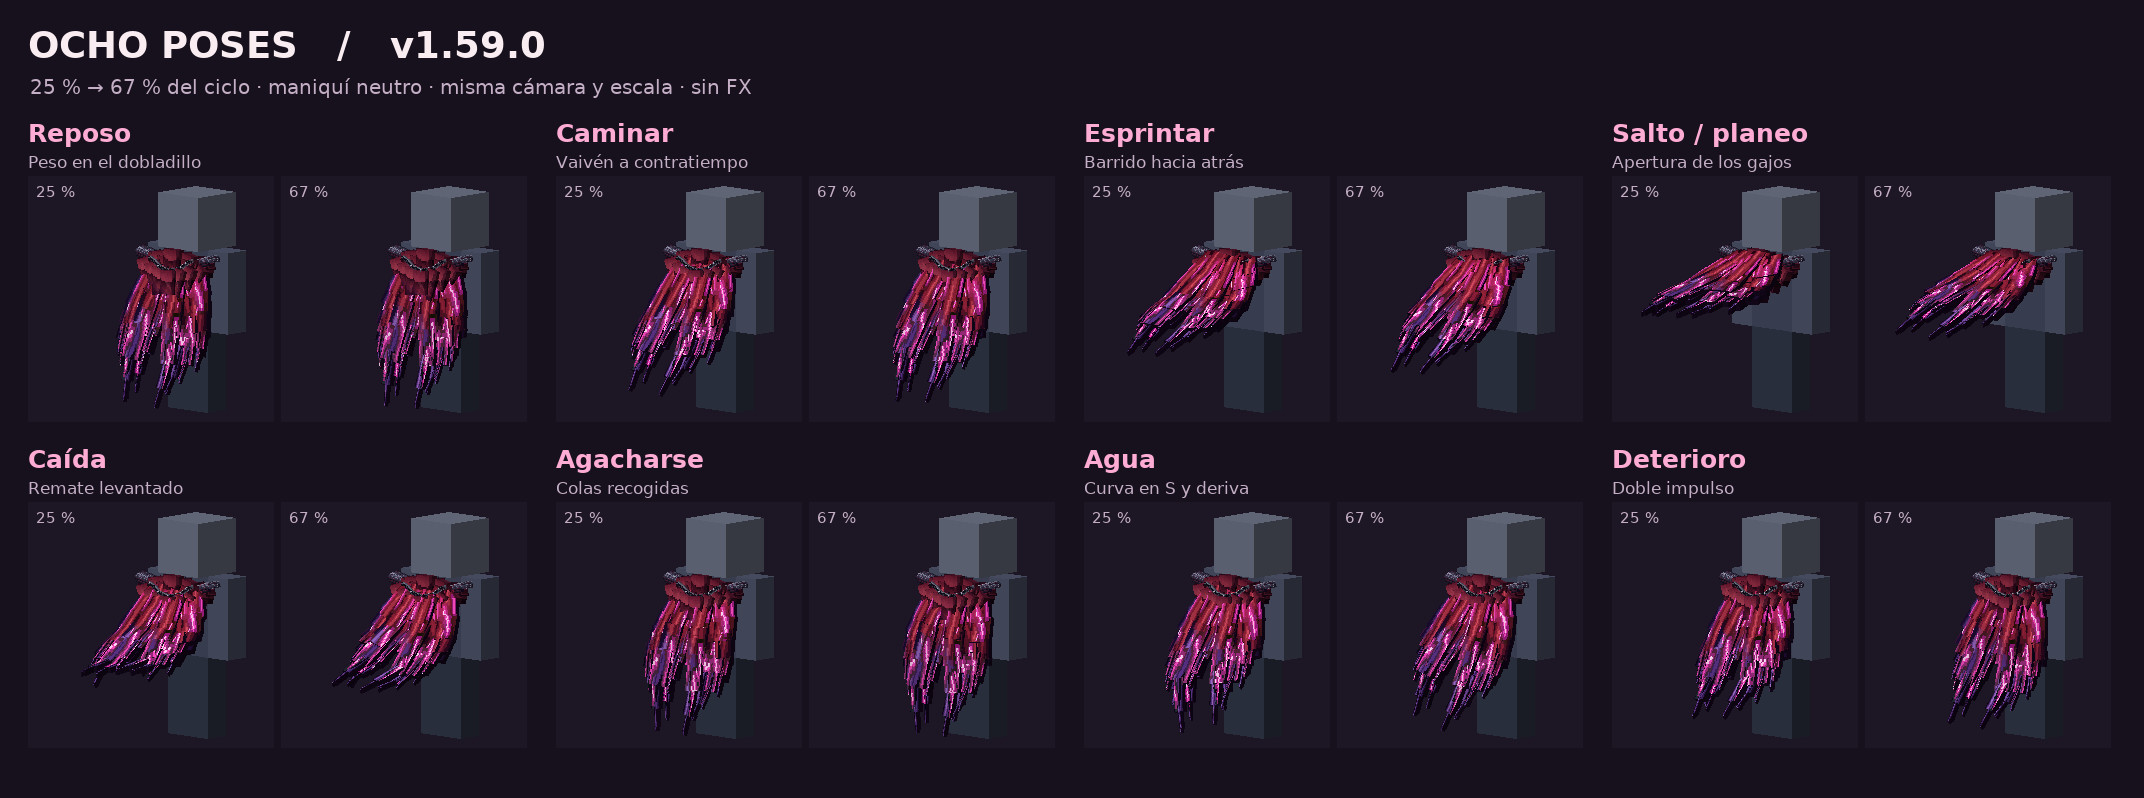 OCHO POSES / v1.59.0
25 % → 67 % del ciclo · maniquí neutro · misma cámara y escala · sin FX
Reposo
Peso en el dobladillo
25 %
67 %
Caminar
Vaivén a contratiempo
25 %
67 %
Esprintar
Barrido hacia atrás
25 %
67 %
Salto / planeo
Apertura de los gajos
25 %
67 %
Caída
Remate levantado
25 %
67 %
Agacharse
Colas recogidas
25 %
67 %
Agua
Curva en S y deriva
25 %
67 %
Deterioro
Doble impulso
25 %
67 %